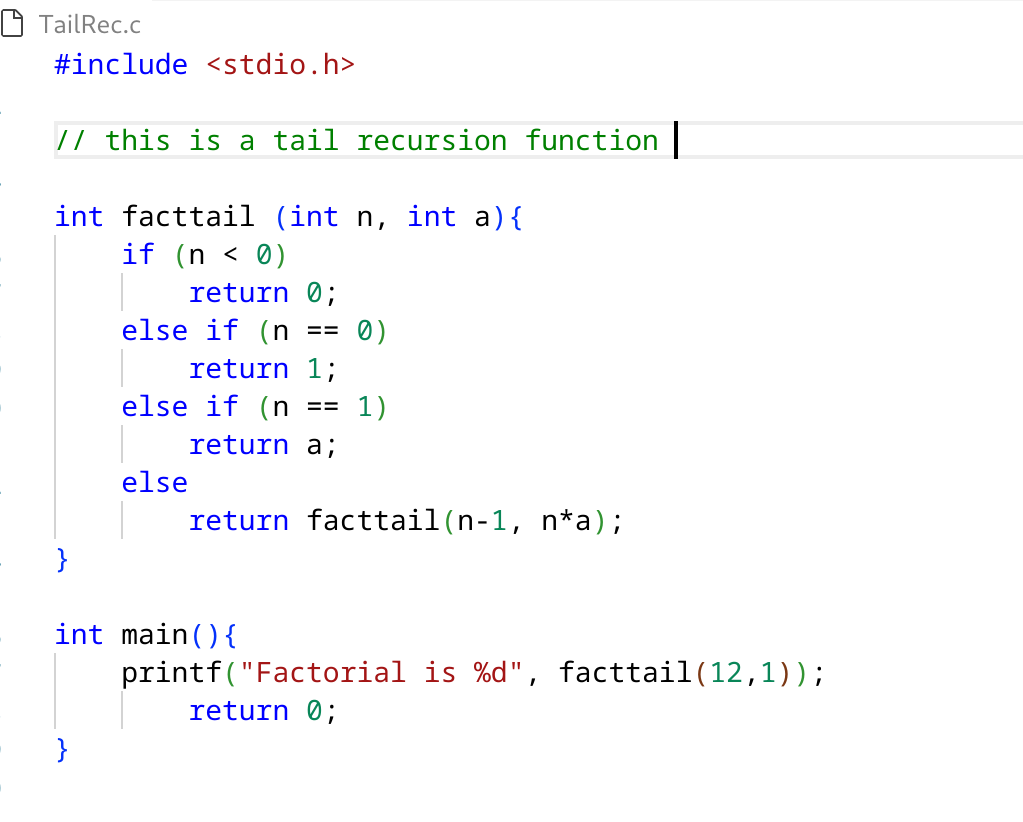 TailRec.c
#include <stdio.h>
// this is a tail recursion function
int facttail (int n, int a){
if (n < 0)
return 0;
else if (n == 0)
return 1;
else if (n == 1)
return a;
else
return facttail(n-1, n*a);
}
int main(){
printf("Factorial is %d", facttail(12,1));
return 0;
}